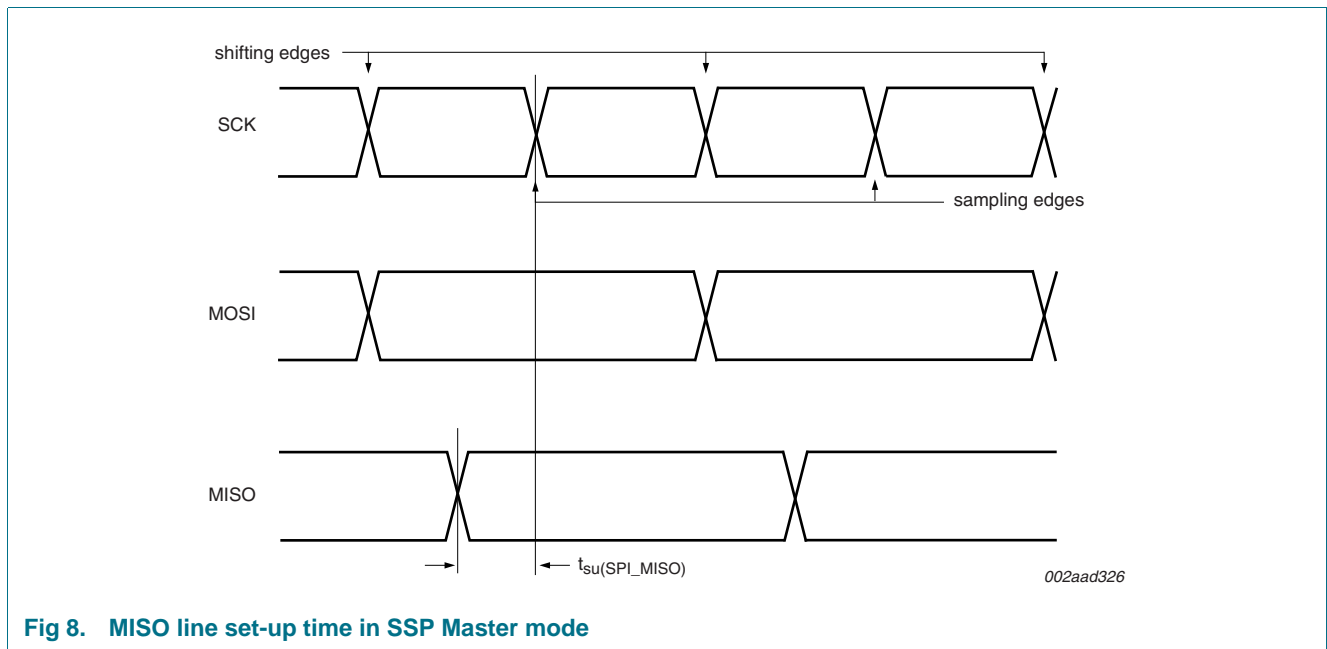 shifting edges
SCK
sampling edges
MOSI
MISO
tsu(SPI_MISO)
002aad326
Fig 8. MISO line set-up time in SSP Master mode